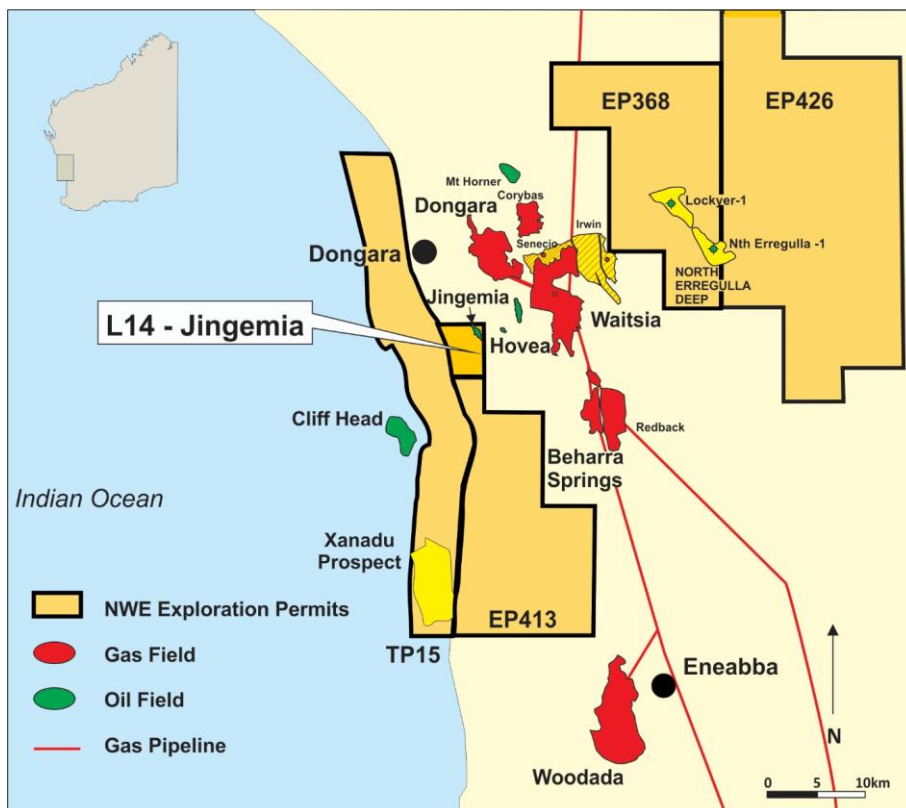 EP368
EP426
Mt Horner
Corybas
Dongara
Lockyer-1
Irwin
Senecio
Nth Erregulla -1
Dongara
NORTH
ERREGULLA
DEEP
Jingemia
Waitsia
L14 - Jingemia
Hovea
Cliff Head
Redback
Beharra
Springs
Indian Ocean
Xanadu
Prospect
NWE Exploration Permits
EP413
TP15
Gas Field
Eneabba
Oil Field
Gas Pipeline
N
Woodada
0 5 10km